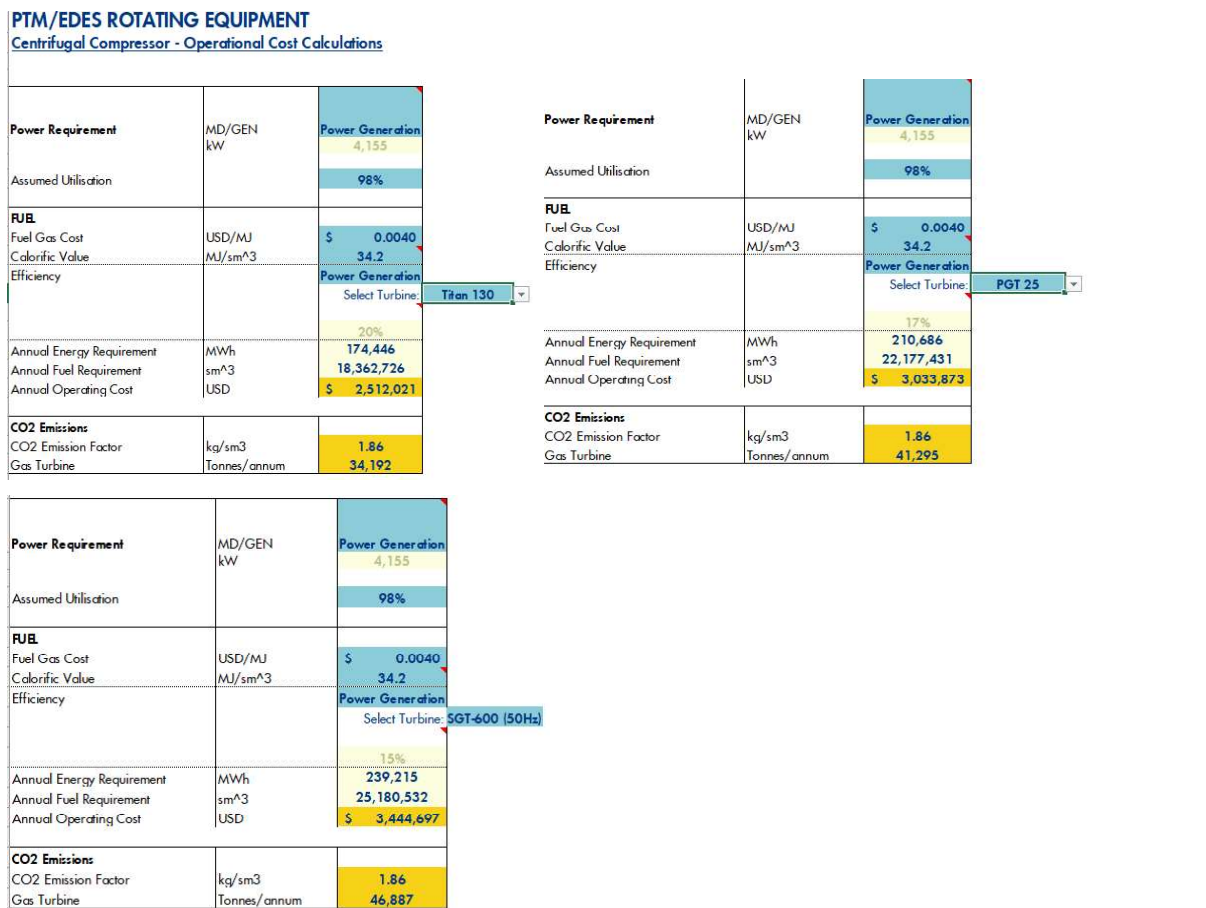 PTM/EDES ROTATING EQUIPMENT
Centrifugal Compressor - Operational Cost Calculations
Power Requirement MD/GEN Power Generation
kW 4,155
Assumed Utilisation 98%
FUEL
Fuel Gas Cost USD/MJ $ 0.0040
Calorific Value MJ/sm^3 34.2
Efficiency Power Generation
Select Turbine: Titan 130
20%
Annual Energy Requirement MWh 174,446
Annual Fuel Requirement sm^3 18,362,726
Annual Operating Cost USD $ 2,512,021
CO2 Emissions
CO2 Emission Factor kg/sm3 1.86
Gas Turbine Tonnes/annum 34,192
Power Requirement MD/GEN Power Generation
kW 4,155
Assumed Utilisation 98%
FUEL
Fuel Gas Cost USD/MJ $ 0.0040
Calorific Value MJ/sm^3 34.2
Efficiency Power Generation
Select Turbine: PGT 25
17%
Annual Energy Requirement MWh 210,686
Annual Fuel Requirement sm^3 22,177,431
Annual Operating Cost USD $ 3,033,873
CO2 Emissions
CO2 Emission Factor kg/sm3 1.86
Gas Turbine Tonnes/annum 41,295
Power Requirement MD/GEN Power Generation
kW 4,155
Assumed Utilisation 98%
FUEL
Fuel Gas Cost USD/MJ $ 0.0040
Calorific Value MJ/sm^3 34.2
Efficiency Power Generation
Select Turbine: SGT-600 (50Hz)
15%
Annual Energy Requirement MWh 239,215
Annual Fuel Requirement sm^3 25,180,532
Annual Operating Cost USD $ 3,444,697
CO2 Emissions
CO2 Emission Factor kg/sm3 1.86
Gas Turbine Tonnes/annum 46,887